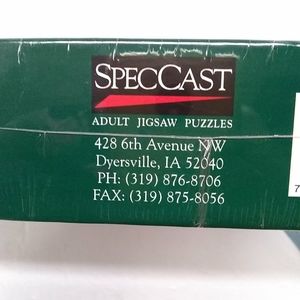 SPECCAST
ADULT JIGSAW PUZZLES
428 6th Avenue NW
Dyersville, IA 52040
PH: (319) 876-8706
FAX: (319) 875-8056
7